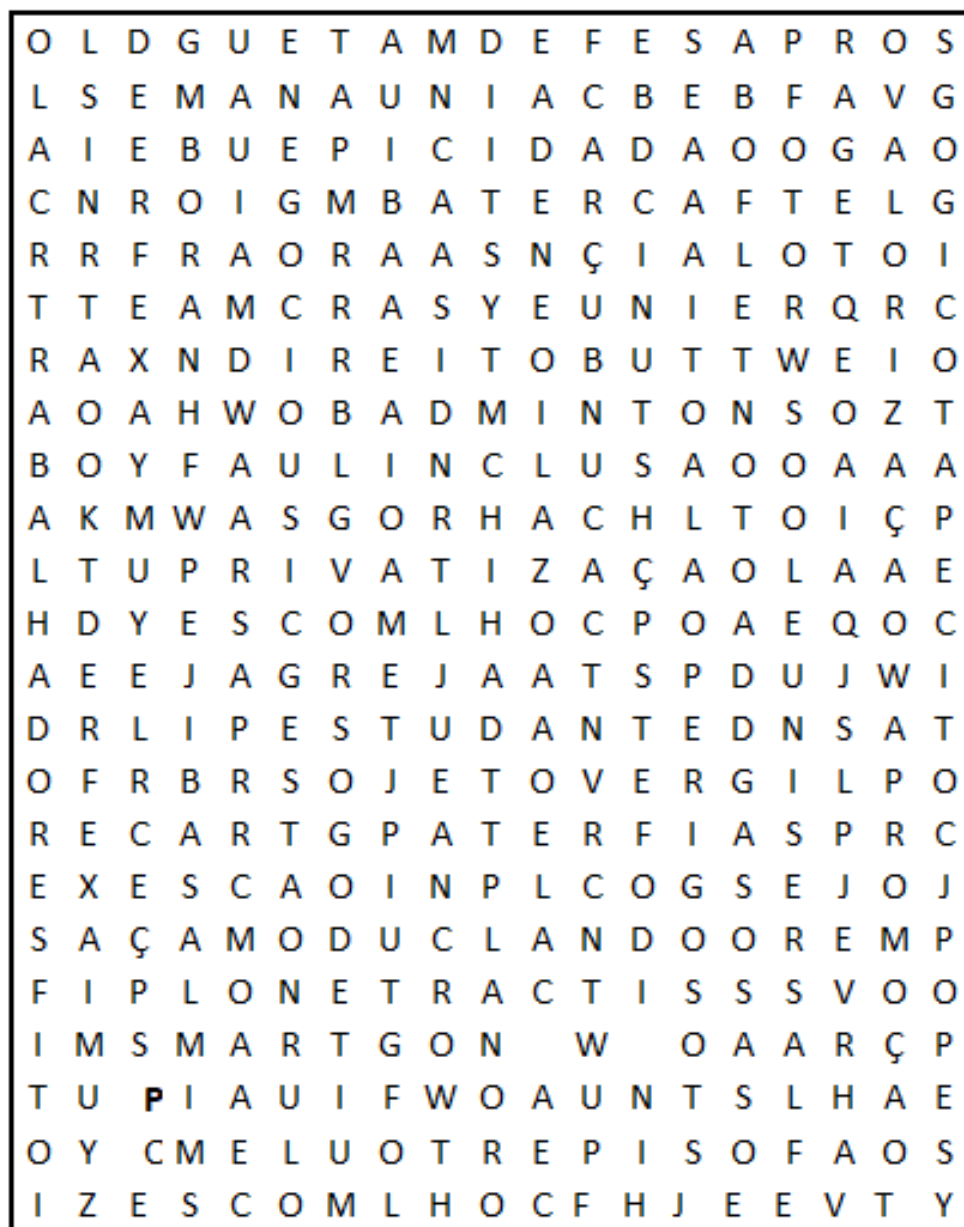 O L D G U E T A M D E F E S A P R O S
L S E M A N A U N I A C B E B F A V G
A I E B U E P I C I D A D A O O G A O
C N R O I G M B A T E R C A F T E L G
R R F R A O R A A S N Ç I A L O T O I
T T E A M C R A S Y E U N I E R Q R C
R A X N D I R E I T O B U T T W E I O
A O A H W O B A D M I N T O N S O Z T
B O Y F A U L I N C L U S A O O A A A
A K M W A S G O R H A C H L T O I Ç P
L T U P R I V A T I Z A Ç A O L A A E
H D Y E S C O M L H O C P O A E Q O C
A E E J A G R E J A A T S P D U J W I
D R L I P E S T U D A N T E D N S A T
O F R B R S O J E T O V E R G I L P O
R E C A R T G P A T E R F I A S P R C
E X E S C A O I N P L C O G S E J O J
S A Ç A M O D U C L A N D O O R E M P
F I P L O N E T R A C T I S S S V O O
I M S M A R T G O N W O A A R Ç P
T U P I A U I F W O A U N T S L H A E
O Y C M E L U O T R E P I S O F A O S
I Z E S C O M L H O C F H J E E V T Y